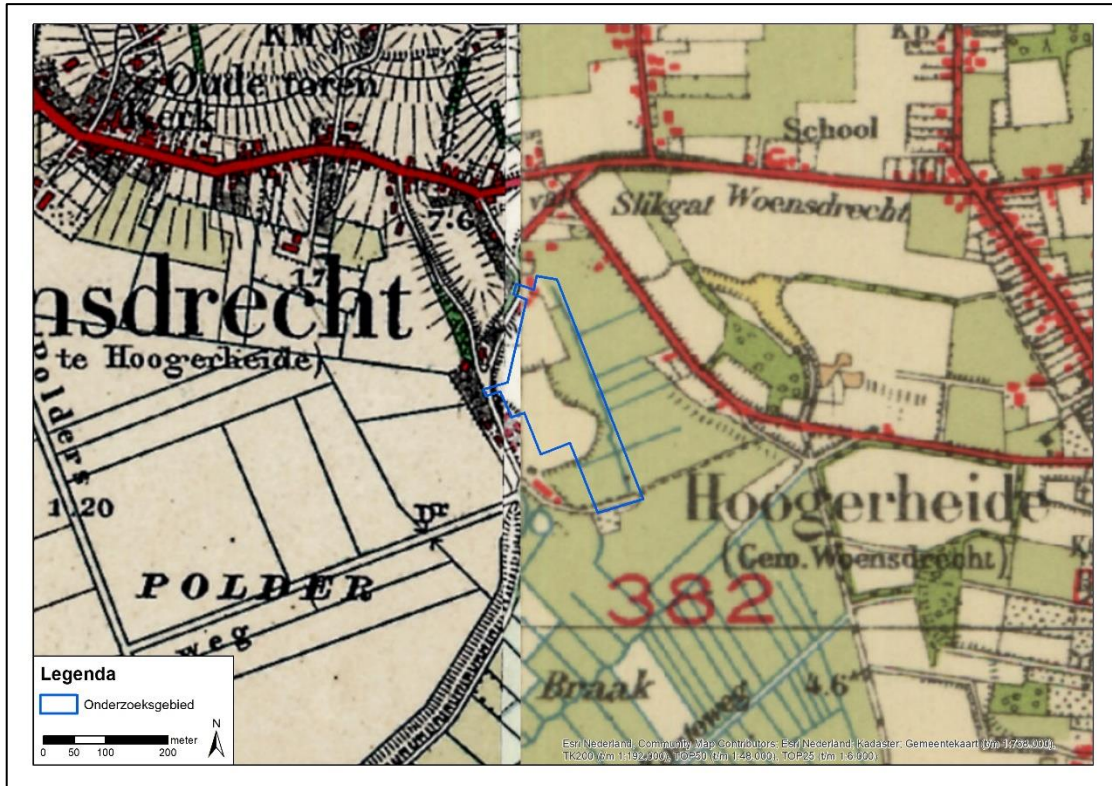 KM
Oude toren
Kerk
School
Slikgat
Woensdrecht
7.6
17
nsdrecht
te Hoogerheide)
Polders
1.20
Dr
POLDER
weg
Hoogerheide
(Gem. Woensdrecht)
382
Braak
4.6
Legenda
Onderzoeksgebied
N
0 50 100 200 meter
Esri Nederland, Community Map Contributors; Esri Nederland; Kadaster; Gemeentekaart (t/m 1:768.000),
TK200 (t/m 1:192.000), TOP50 (t/m 1:48.000), TOP25 (t/m 1:6.000)